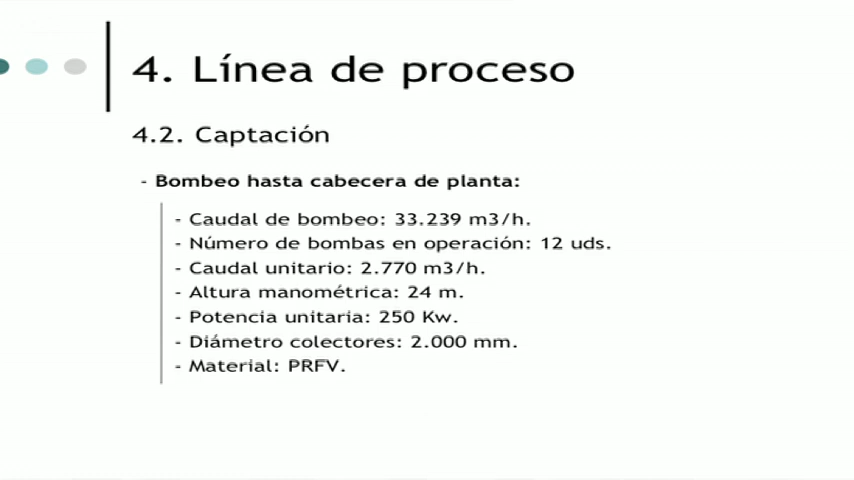 4. Línea de proceso
4.2. Captación
- Bombeo hasta cabecera de planta:
- Caudal de bombeo: 33.239 m3/h.
- Número de bombas en operación: 12 uds.
- Caudal unitario: 2.770 m3/h.
- Altura manométrica: 24 m.
- Potencia unitaria: 250 Kw.
- Diámetro colectores: 2.000 mm.
- Material: PRFV.